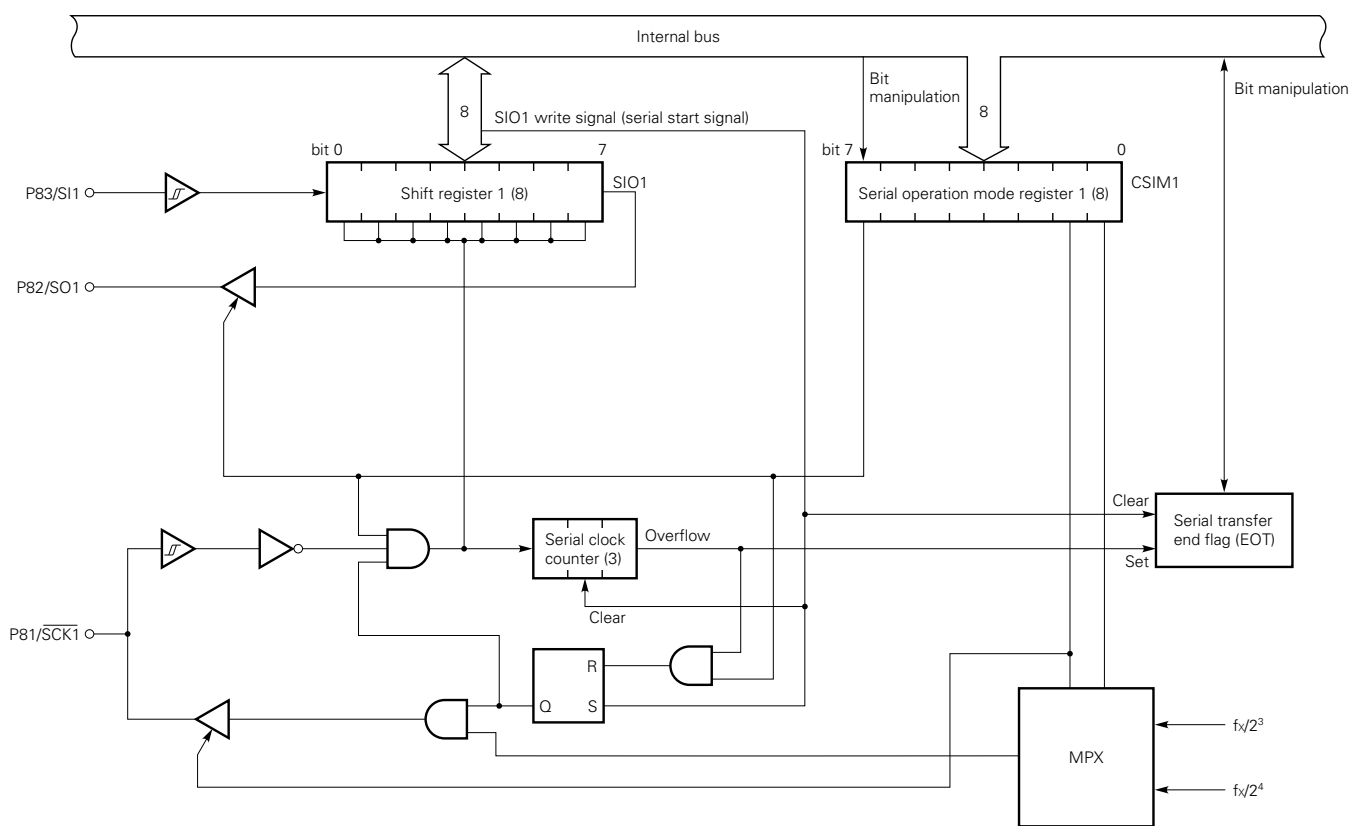 Internal bus
Bit
manipulation
Bit manipulation
8
8
SIO1 write signal (serial start signal)
bit 0
7
bit 7
0
P83/SI1
Shift register 1 (8)
SIO1
Serial operation mode register 1 (8)
CSIM1
P82/SO1
Clear
Serial clock
counter (3)
Overflow
Serial transfer
end flag (EOT)
Set
Clear
P81/S̅C̅K̅1̅
R
Q
S
MPX
fx/2³
fx/2⁴